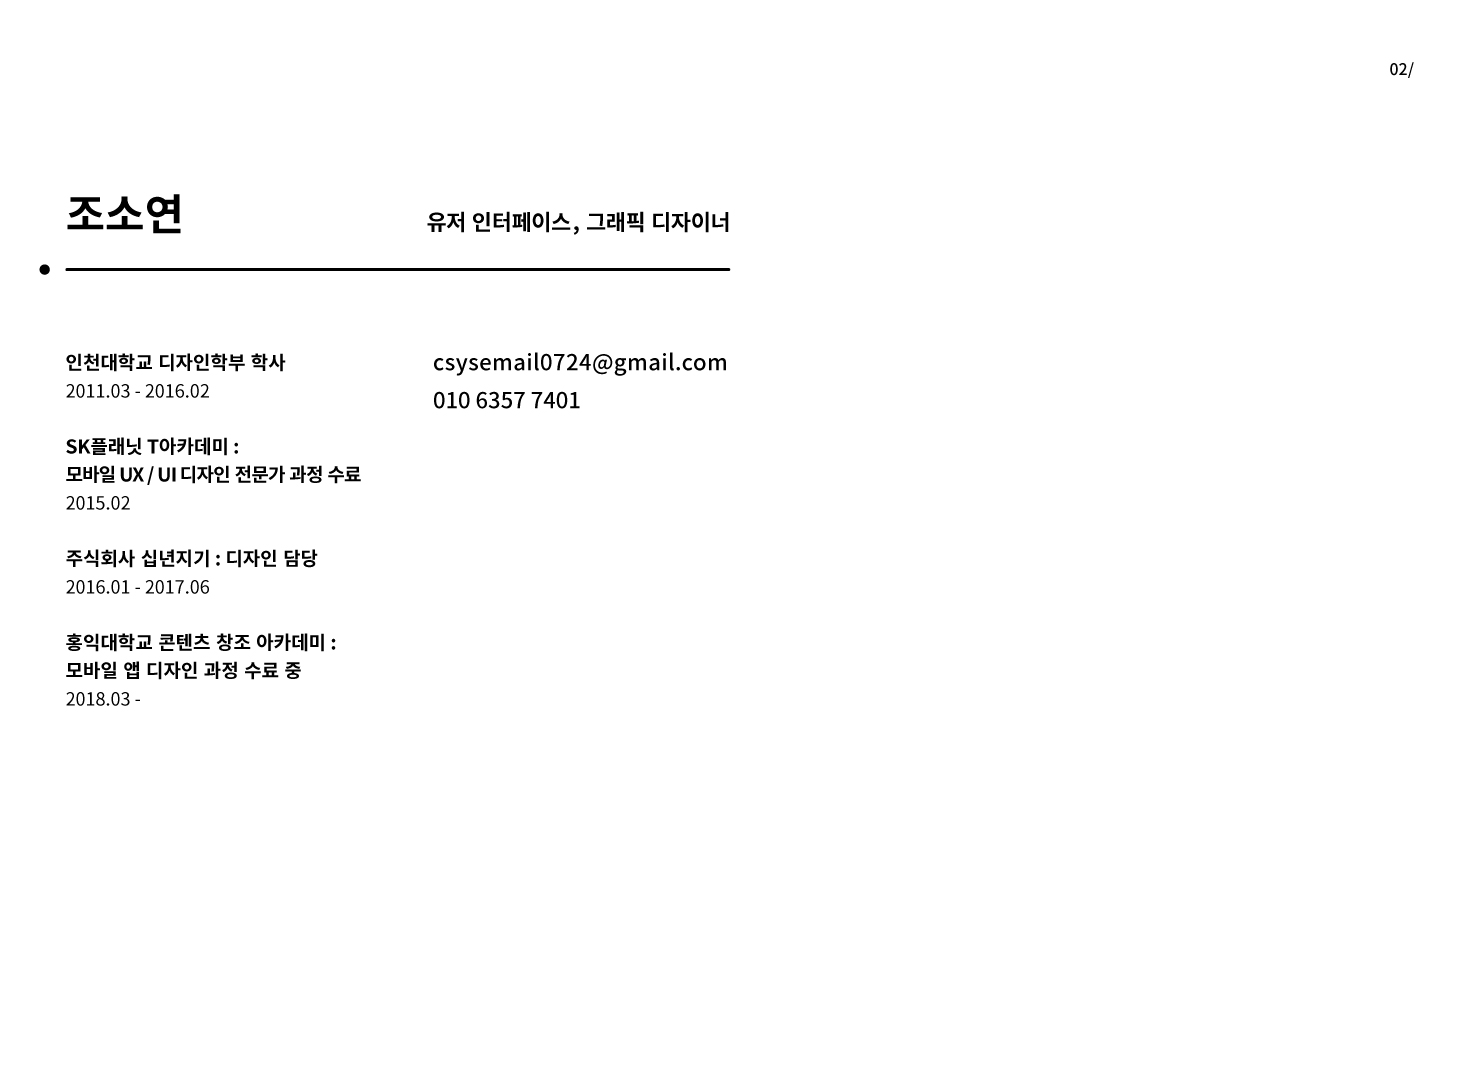 02/
조소연
유저 인터페이스, 그래픽 디자이너
인천대학교 디자인학부 학사
2011.03 - 2016.02
SK플래닛 T아카데미 :
모바일 UX / UI 디자인 전문가 과정 수료
2015.02
주식회사 십년지기 : 디자인 담당
2016.01 - 2017.06
홍익대학교 콘텐츠 창조 아카데미 :
모바일 앱 디자인 과정 수료 중
2018.03 -
csysemail0724@gmail.com
010 6357 7401